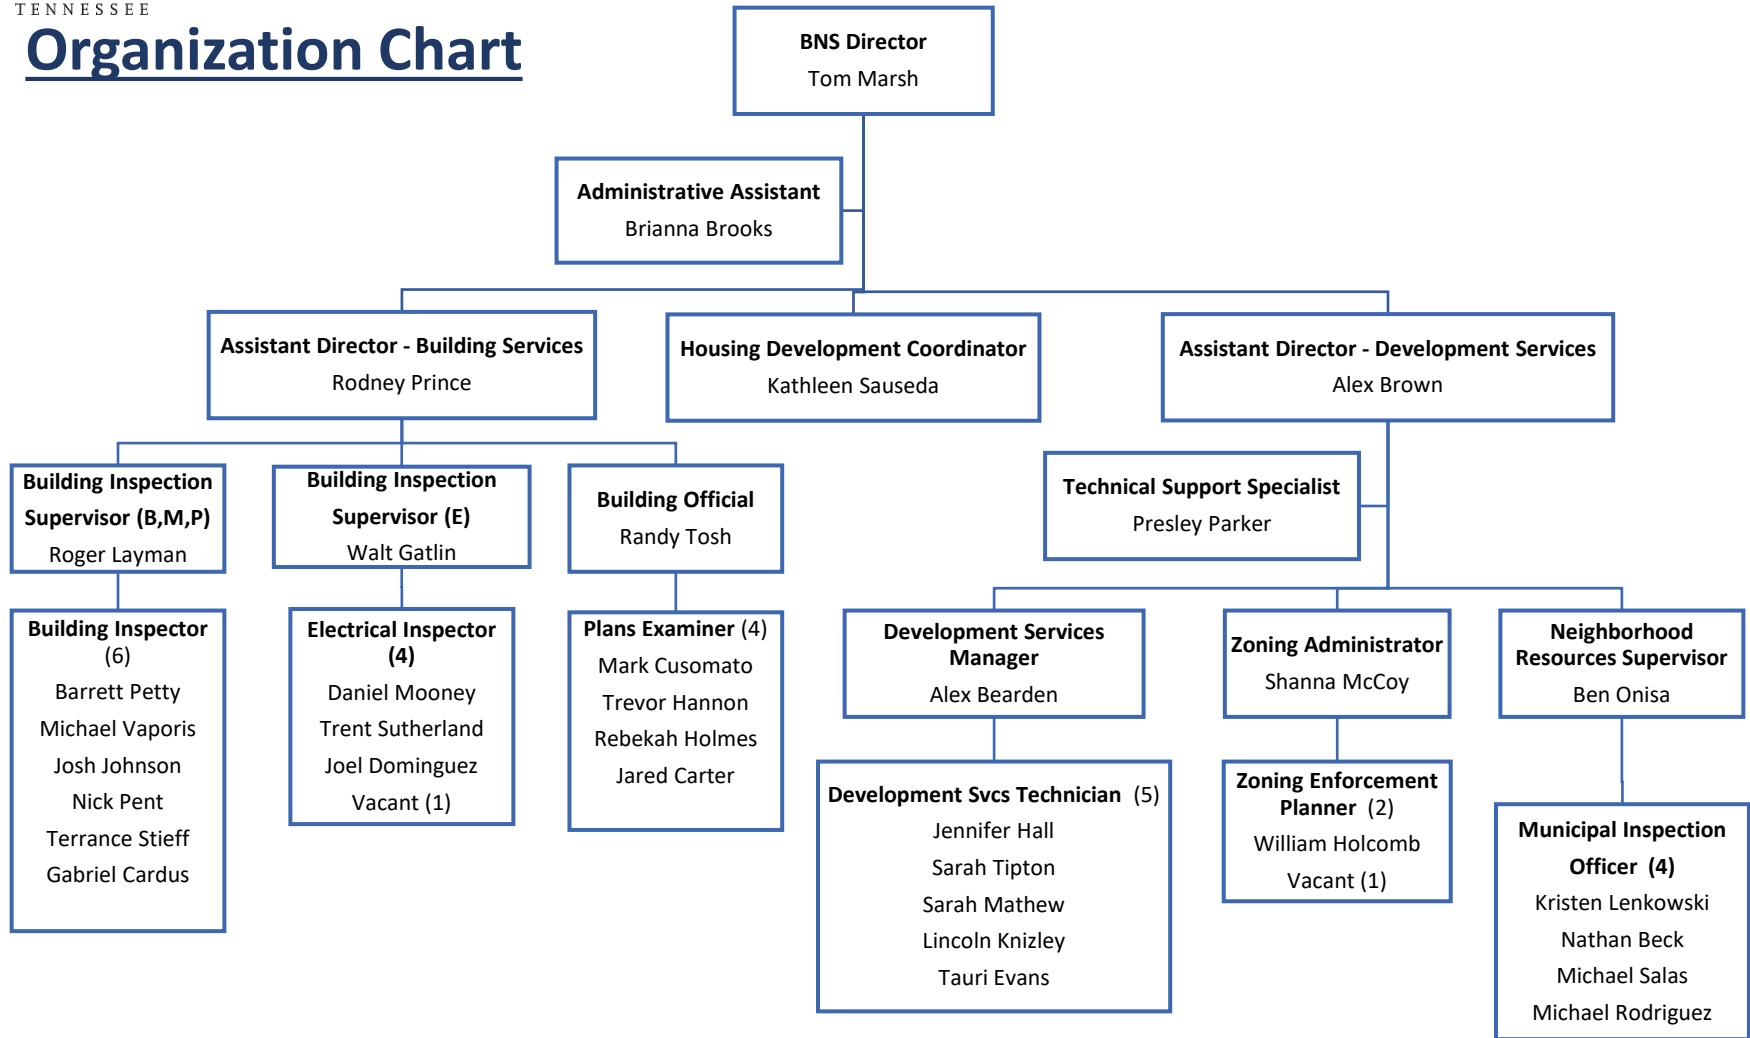 TENNESSEE
Organization Chart
BNS Director
Tom Marsh
Administrative Assistant
Brianna Brooks
Assistant Director - Building Services
Rodney Prince
Housing Development Coordinator
Kathleen Sauseda
Assistant Director - Development Services
Alex Brown
Building Inspection
Supervisor (B,M,P)
Roger Layman
Building Inspection
Supervisor (E)
Walt Gatlin
Building Official
Randy Tosh
Technical Support Specialist
Presley Parker
Building Inspector
(6)
Barrett Petty
Michael Vaporis
Josh Johnson
Nick Pent
Terrance Stieff
Gabriel Cardus
Electrical Inspector
(4)
Daniel Mooney
Trent Sutherland
Joel Dominguez
Vacant (1)
Plans Examiner (4)
Mark Cusomato
Trevor Hannon
Rebekah Holmes
Jared Carter
Development Services
Manager
Alex Bearden
Zoning Administrator
Shanna McCoy
Neighborhood
Resources Supervisor
Ben Onisa
Development Svcs Technician (5)
Jennifer Hall
Sarah Tipton
Sarah Mathew
Lincoln Knizley
Tauri Evans
Zoning Enforcement
Planner (2)
William Holcomb
Vacant (1)
Municipal Inspection
Officer (4)
Kristen Lenkowski
Nathan Beck
Michael Salas
Michael Rodriguez